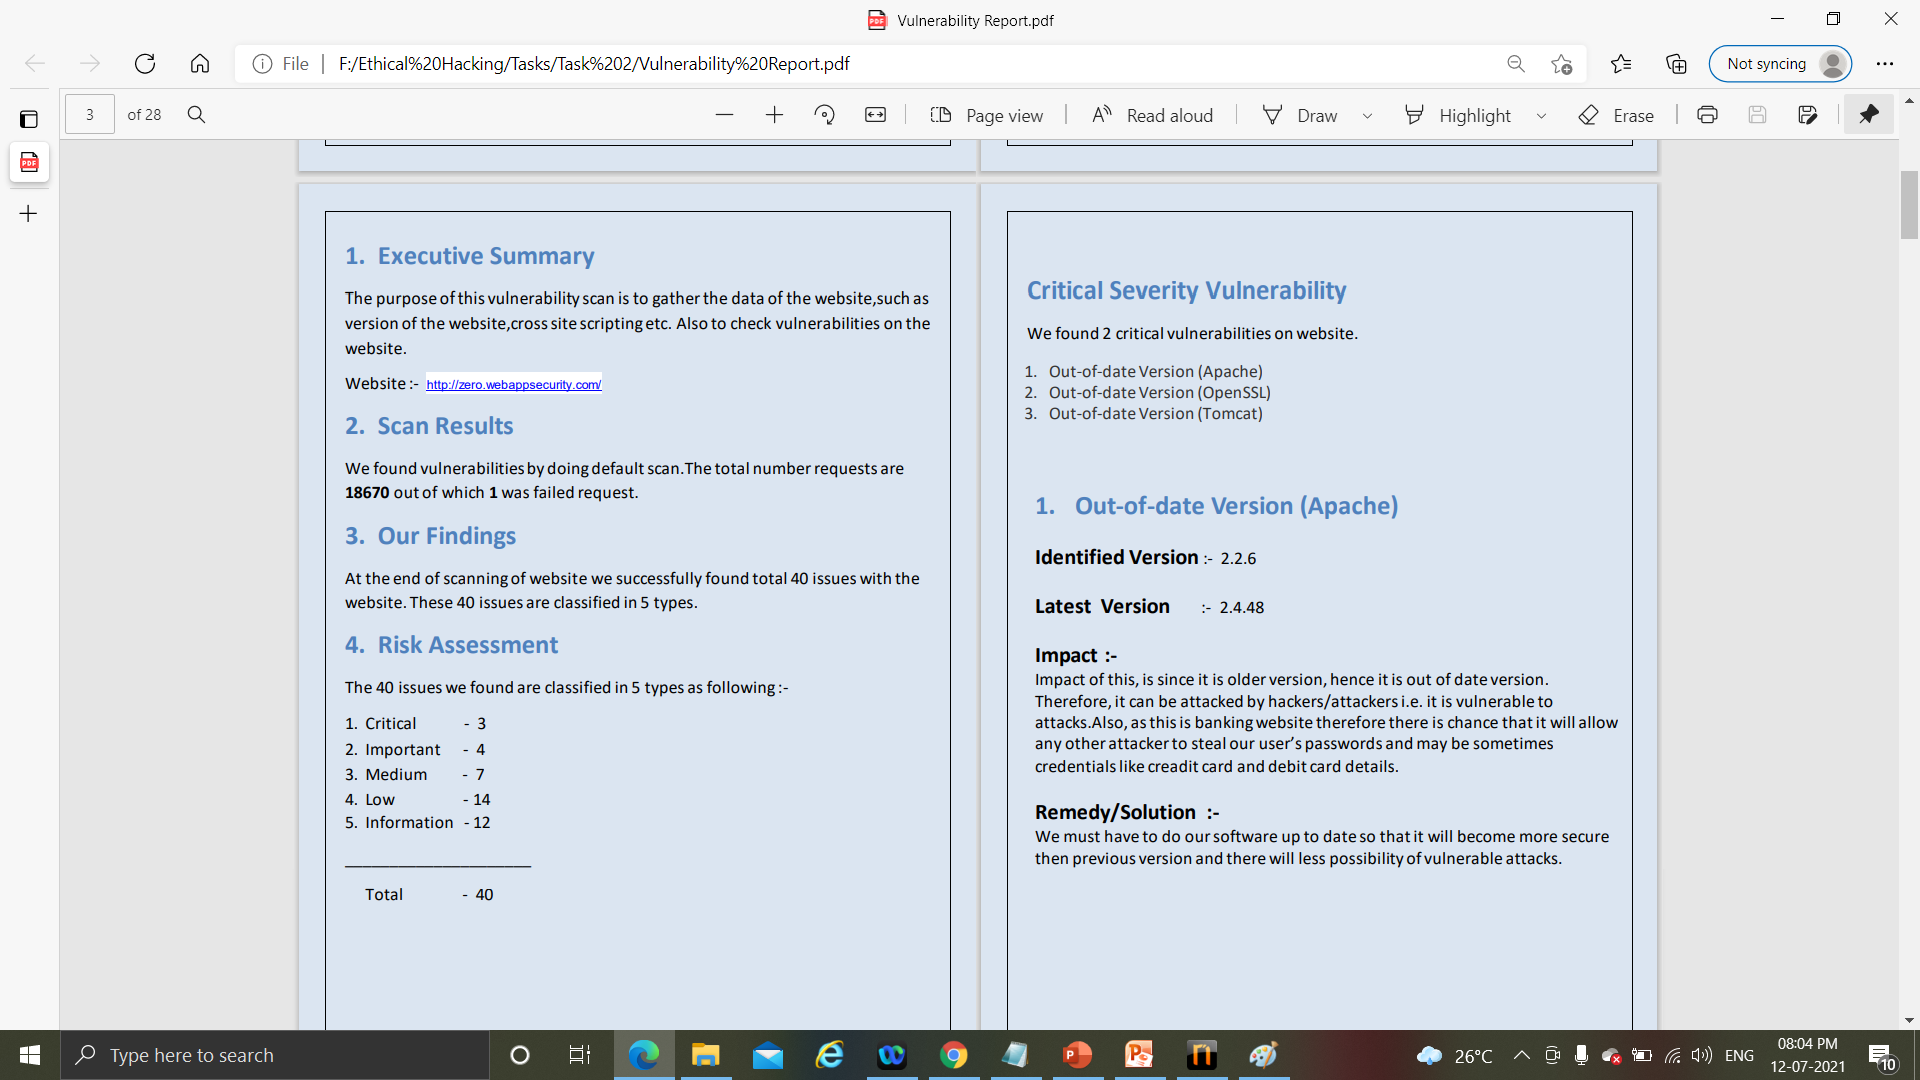 Vulnerability Report.pdf
File
F:/Ethical%20Hacking/Tasks/Task%202/Vulnerability%20Report.pdf
Not syncing
3 of 28
Page view
Read aloud
Draw
Highlight
Erase
1. Executive Summary
The purpose of this vulnerability scan is to gather the data of the website,such as
version of the website,cross site scripting etc. Also to check vulnerabilities on the
website.
Website :- http://zero.webappsecurity.com/
2. Scan Results
We found vulnerabilities by doing default scan.The total number requests are
18670 out of which 1 was failed request.
3. Our Findings
At the end of scanning of website we successfully found total 40 issues with the
website. These 40 issues are classified in 5 types.
4. Risk Assessment
The 40 issues we found are classified in 5 types as following :-
1. Critical - 3
2. Important - 4
3. Medium - 7
4. Low - 14
5. Information - 12
Total - 40
Critical Severity Vulnerability
We found 2 critical vulnerabilities on website.
1. Out-of-date Version (Apache)
2. Out-of-date Version (OpenSSL)
3. Out-of-date Version (Tomcat)
1. Out-of-date Version (Apache)
Identified Version :- 2.2.6
Latest Version :- 2.4.48
Impact :-
Impact of this, is since it is older version, hence it is out of date version.
Therefore, it can be attacked by hackers/attackers i.e. it is vulnerable to
attacks.Also, as this is banking website therefore there is chance that it will allow
any other attacker to steal our user’s passwords and may be sometimes
credentials like creadit card and debit card details.
Remedy/Solution :-
We must have to do our software up to date so that it will become more secure
then previous version and there will less possibility of vulnerable attacks.
Type here to search
26°C
ENG
08:04 PM
12-07-2021
10